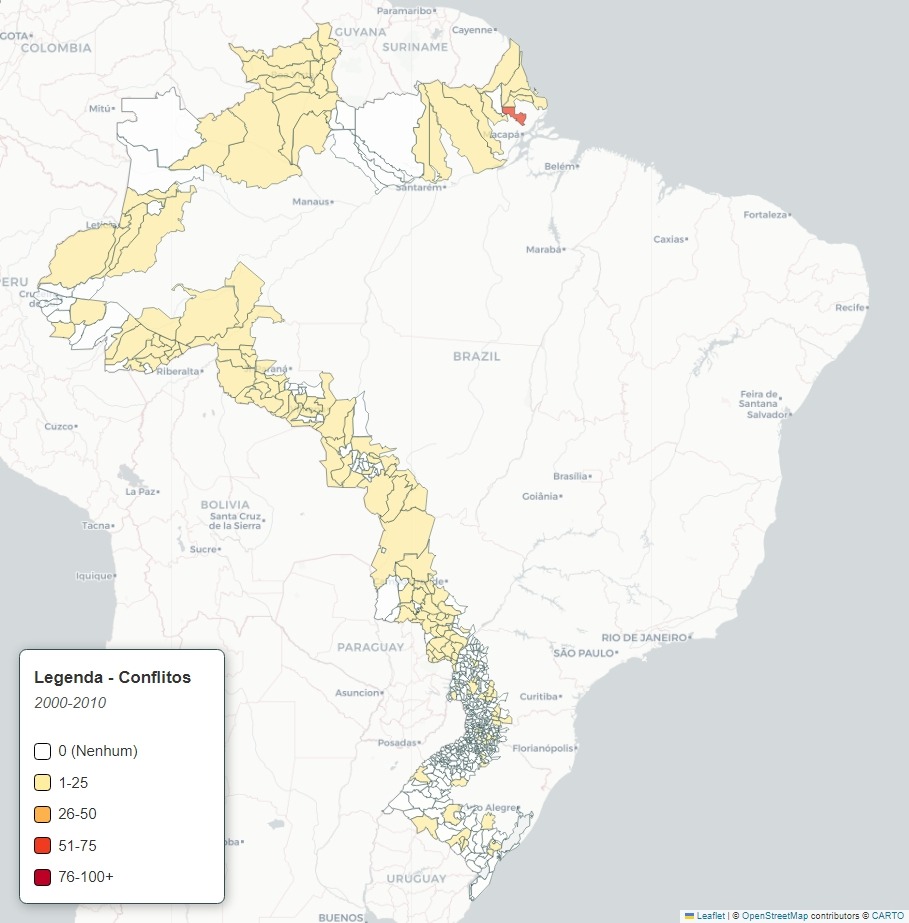 Paramaribo
GOTA
GUYANA
Cayenne
COLOMBIA
SURINAME
Mitú
Macapá
Belém
Santarém
Manaus
Fortaleza
Caxias
Marabá
PERU
Recife
BRAZIL
Riberalta
Feira de
Santana
Salvador
Cuzco
Brasília
La Paz
Goiânia
BOLIVIA
Santa Cruz
de la Sierra
Tacna
Sucre
Iquique
RIO DE JANEIRO
PARAGUAY
SÃO PAULO
Asuncion
Curitiba
Posadas
Florianópolis
Alegre
URUGUAY
BUENOS
Legenda - Conflitos
2000-2010
0 (Nenhum)
1-25
26-50
51-75
76-100+
Leaflet | © OpenStreetMap contributors © CARTO